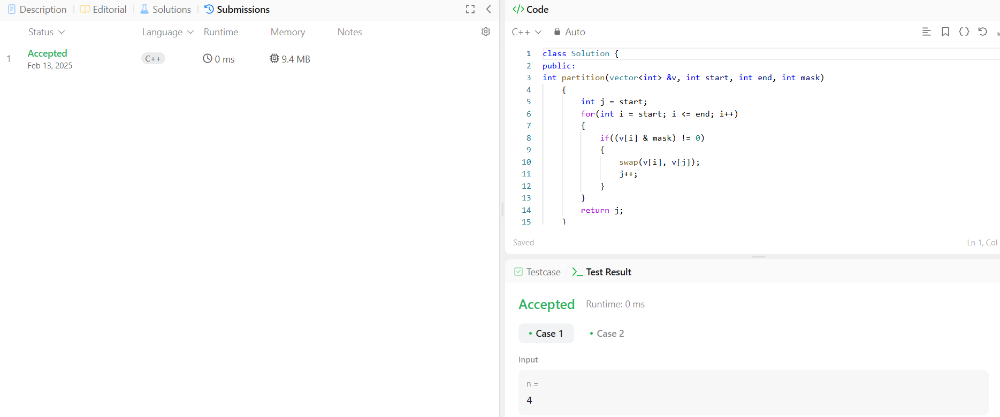 Description
Editorial
Solutions
Submissions
Status
Language
Runtime
Memory
Notes
1
Accepted
Feb 13, 2025
C++
0 ms
9.4 MB
</> Code
C++
Auto
1 class Solution {
2 public:
3 int partition(vector<int> &v, int start, int end, int mask)
4 {
5 int j = start;
6 for(int i = start; i <= end; i++)
7 {
8 if((v[i] & mask) != 0)
9 {
10 swap(v[i], v[j]);
11 j++;
12 }
13 }
14 return j;
15 }
Saved
Ln 1, Col
Testcase
Test Result
Accepted
Runtime: 0 ms
Case 1
Case 2
Input
n =
4